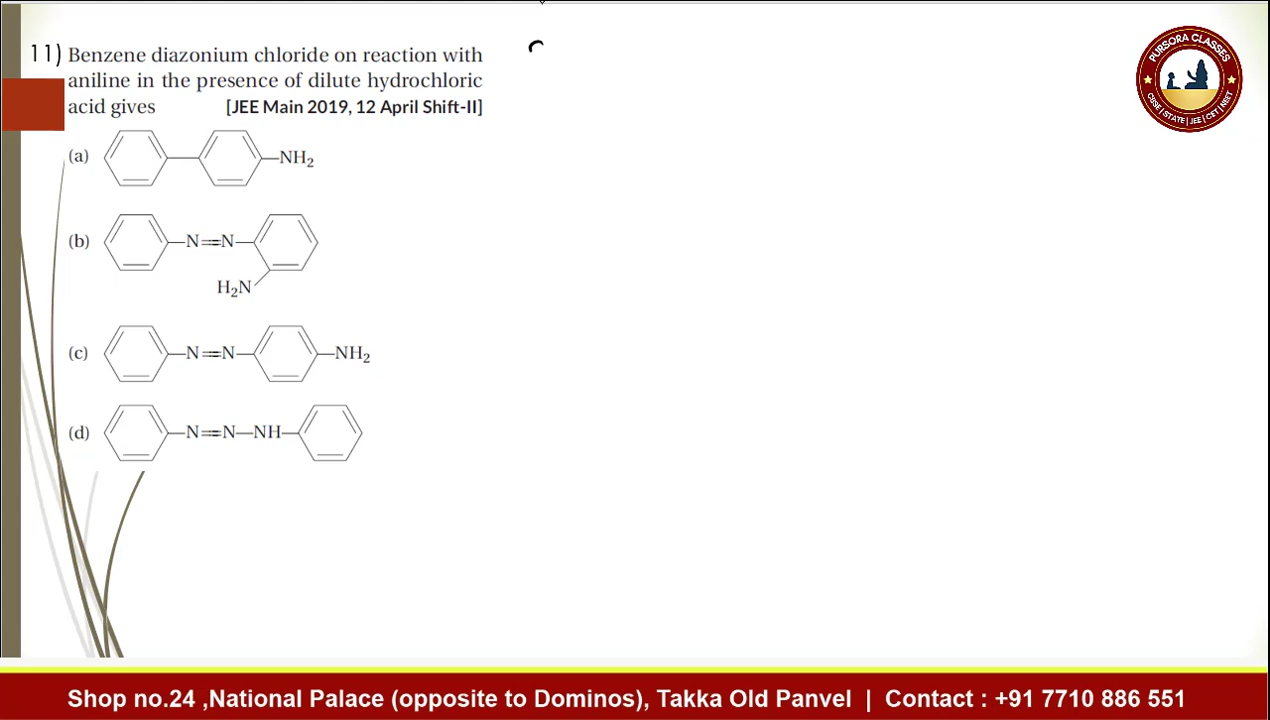 11) Benzene diazonium chloride on reaction with
aniline in the presence of dilute hydrochloric
acid gives [JEE Main 2019, 12 April Shift-II]
(a) NH2
(b) N=N
H2N
(c) N=N NH2
(d) N=N—NH
PURSORA CLASSES
CBSE | STATE | JEE | CET | NEET
Shop no.24 ,National Palace (opposite to Dominos), Takka Old Panvel | Contact : +91 7710 886 551